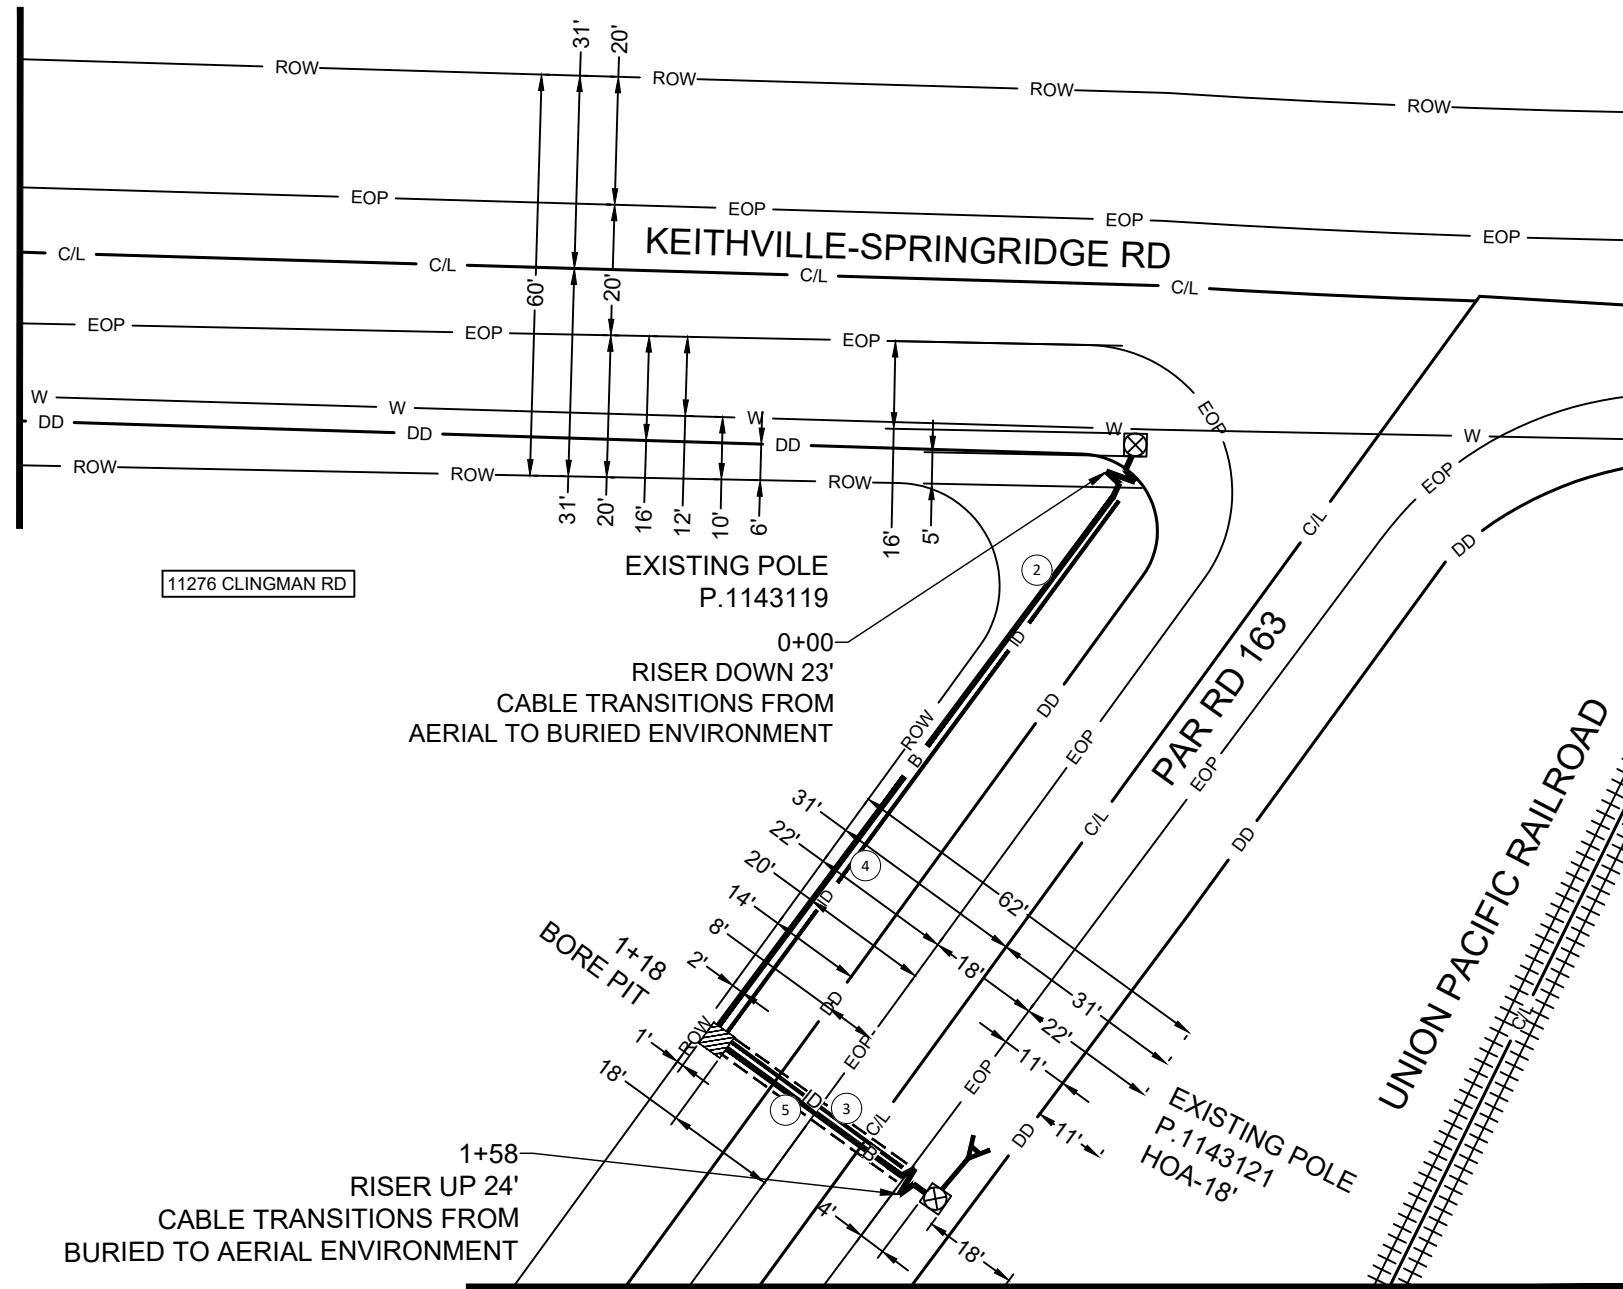 31'
20'
ROW
ROW
ROW
ROW
EOP
EOP
EOP
EOP
KEITHVILLE-SPRINGRIDGE RD
C/L
C/L
C/L
C/L
60'
20'
EOP
EOP
EOP
EOP
EOP
W
W
W
W
W
DD
DD
DD
DD
ROW
ROW
ROW
31'
20'
16'
12'
10'
6'
16'
5'
C/L
11276 CLINGMAN RD
EXISTING POLE
P.1143119
0+00
RISER DOWN 23'
CABLE TRANSITIONS FROM
AERIAL TO BURIED ENVIRONMENT
2
ID
ROW
B
DD
EOP
PAR RD 163
EOP
C/L
DD
UNION PACIFIC RAILROAD
C/L
31'
22'
20'
14'
8'
2'
4
ID
62'
18'
31'
22'
11'
11'
1+18
BORE PIT
ROW
1'
18'
DD
EOP
EOP
DD
5
ID
3
C/L
B
EXISTING POLE
P.1143121
HOA-18'
1+58
RISER UP 24'
CABLE TRANSITIONS FROM
BURIED TO AERIAL ENVIRONMENT
4'
18'